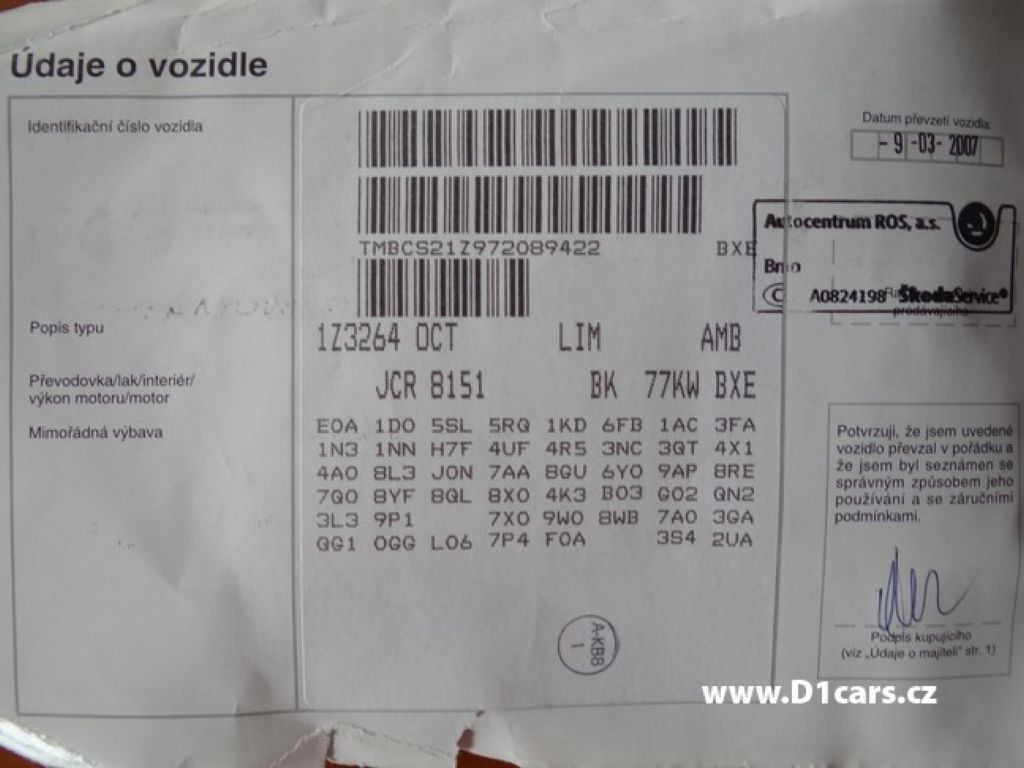 Údaje o vozidle
Identifikační číslo vozidla
Datum převzetí vozidla:
- 9 -03- 2007
TMBCS21Z972089422 BXE
Autocentrum ROS, a.s.
Brno
A0824198 ŠkodaService®
prodávajícího
Popis typu
1Z3264 OCT LIM AMB
Převodovka/lak/interiér/
výkon motoru/motor
JCR 8151 BK 77KW BXE
Mimořádná výbava
E0A 1D0 5SL 5RQ 1KD 6FB 1AC 3FA
1N3 1NN H7F 4UF 4R5 3NC 3QT 4X1
4A0 8L3 J0N 7AA 8GU 6Y0 9AP 8RE
7Q0 8YF 8QL 8X0 4K3 B03 G02 QN2
3L3 9P1 7X0 9W0 8WB 7A0 3GA
QG1 0GG L06 7P4 F0A 3S4 2UA
Potvrzuji, že jsem uvedené
vozidlo převzal v pořádku a
že jsem byl seznámen se
správným způsobem jeho
používání a se záručními
podmínkami.
Podpis kupujícího
(viz „Údaje o majiteli" str. 1)
A-KB8
1
www.D1cars.cz